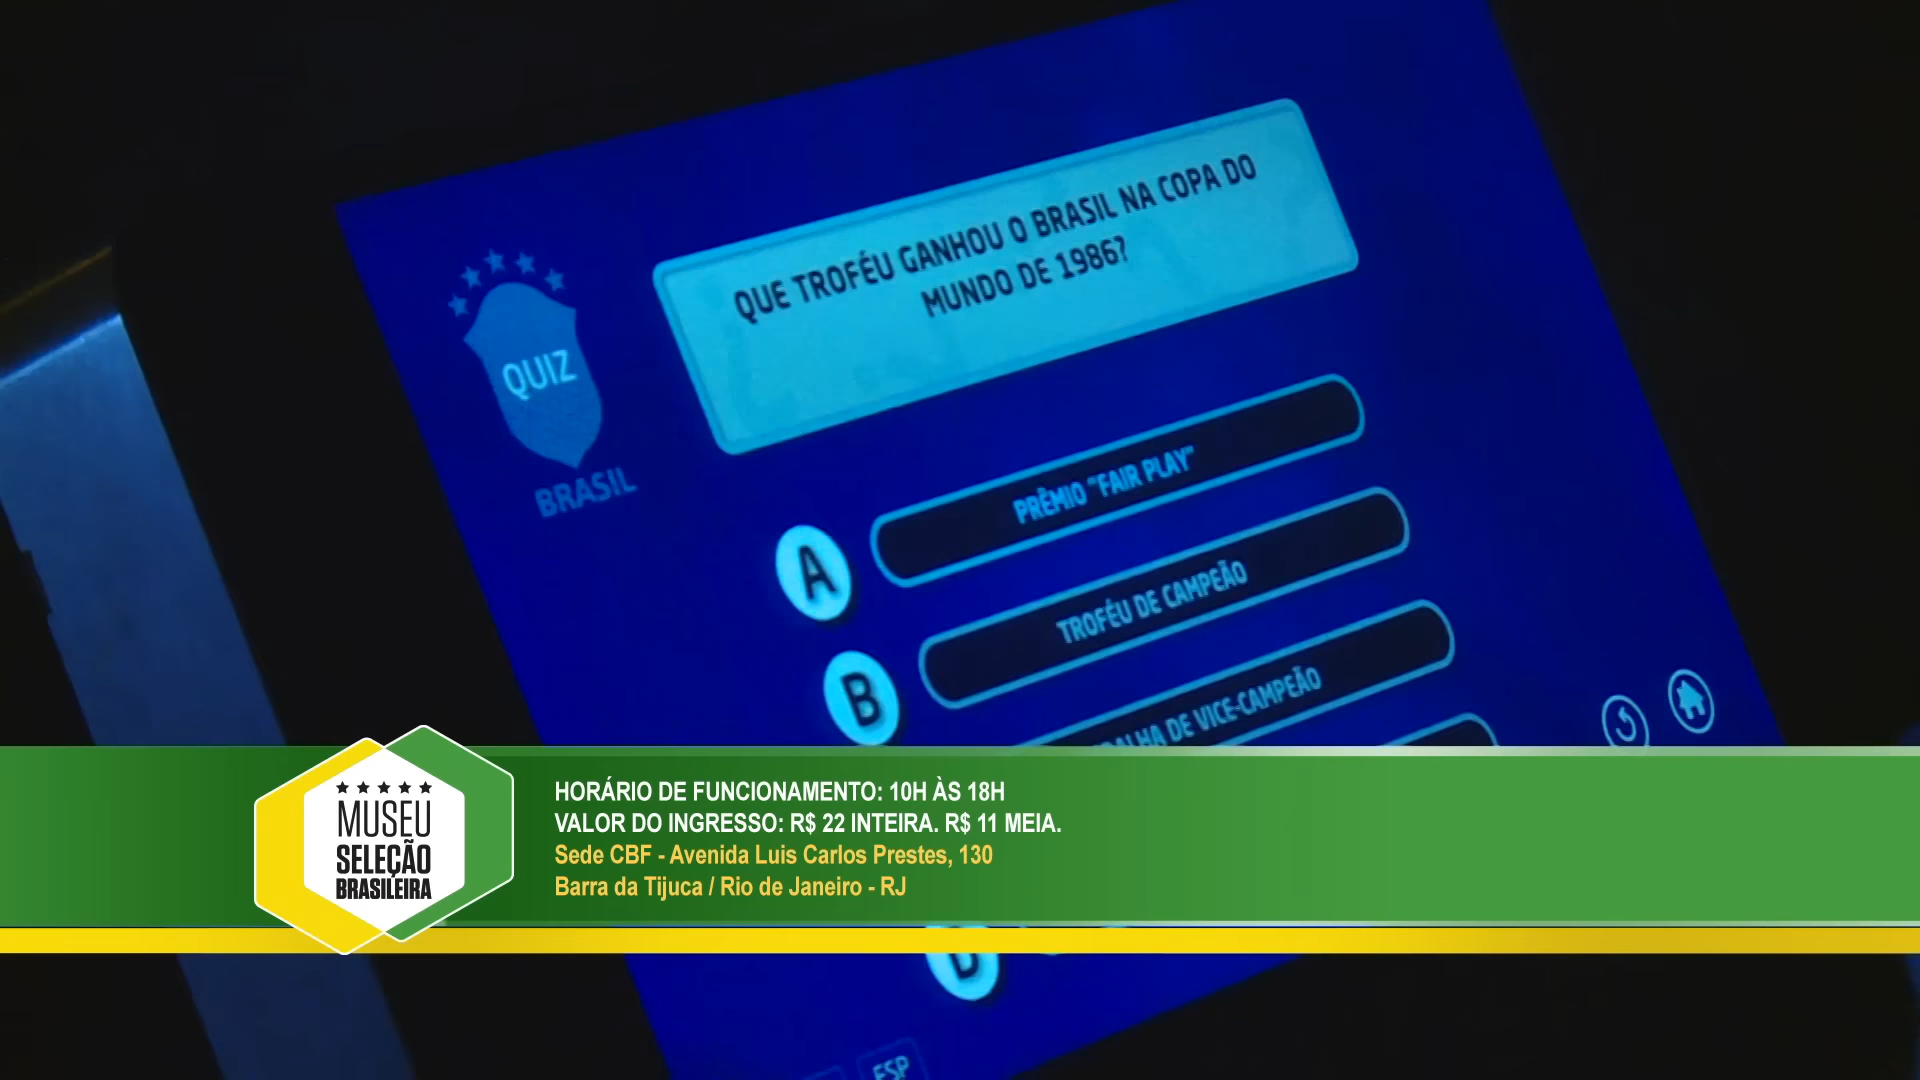 QUE TROFÉU GANHOU O BRASIL NA COPA DO
MUNDO DE 1986?
QUIZ
BRASIL
A
PRÊMIO "FAIR PLAY"
B
TROFÉU DE CAMPEÃO
DE VICE-CAMPEÃO
D
ESP
MUSEU
SELEÇÃO
BRASILEIRA
HORÁRIO DE FUNCIONAMENTO: 10H ÀS 18H
VALOR DO INGRESSO: R$ 22 INTEIRA. R$ 11 MEIA.
Sede CBF - Avenida Luis Carlos Prestes, 130
Barra da Tijuca / Rio de Janeiro - RJ